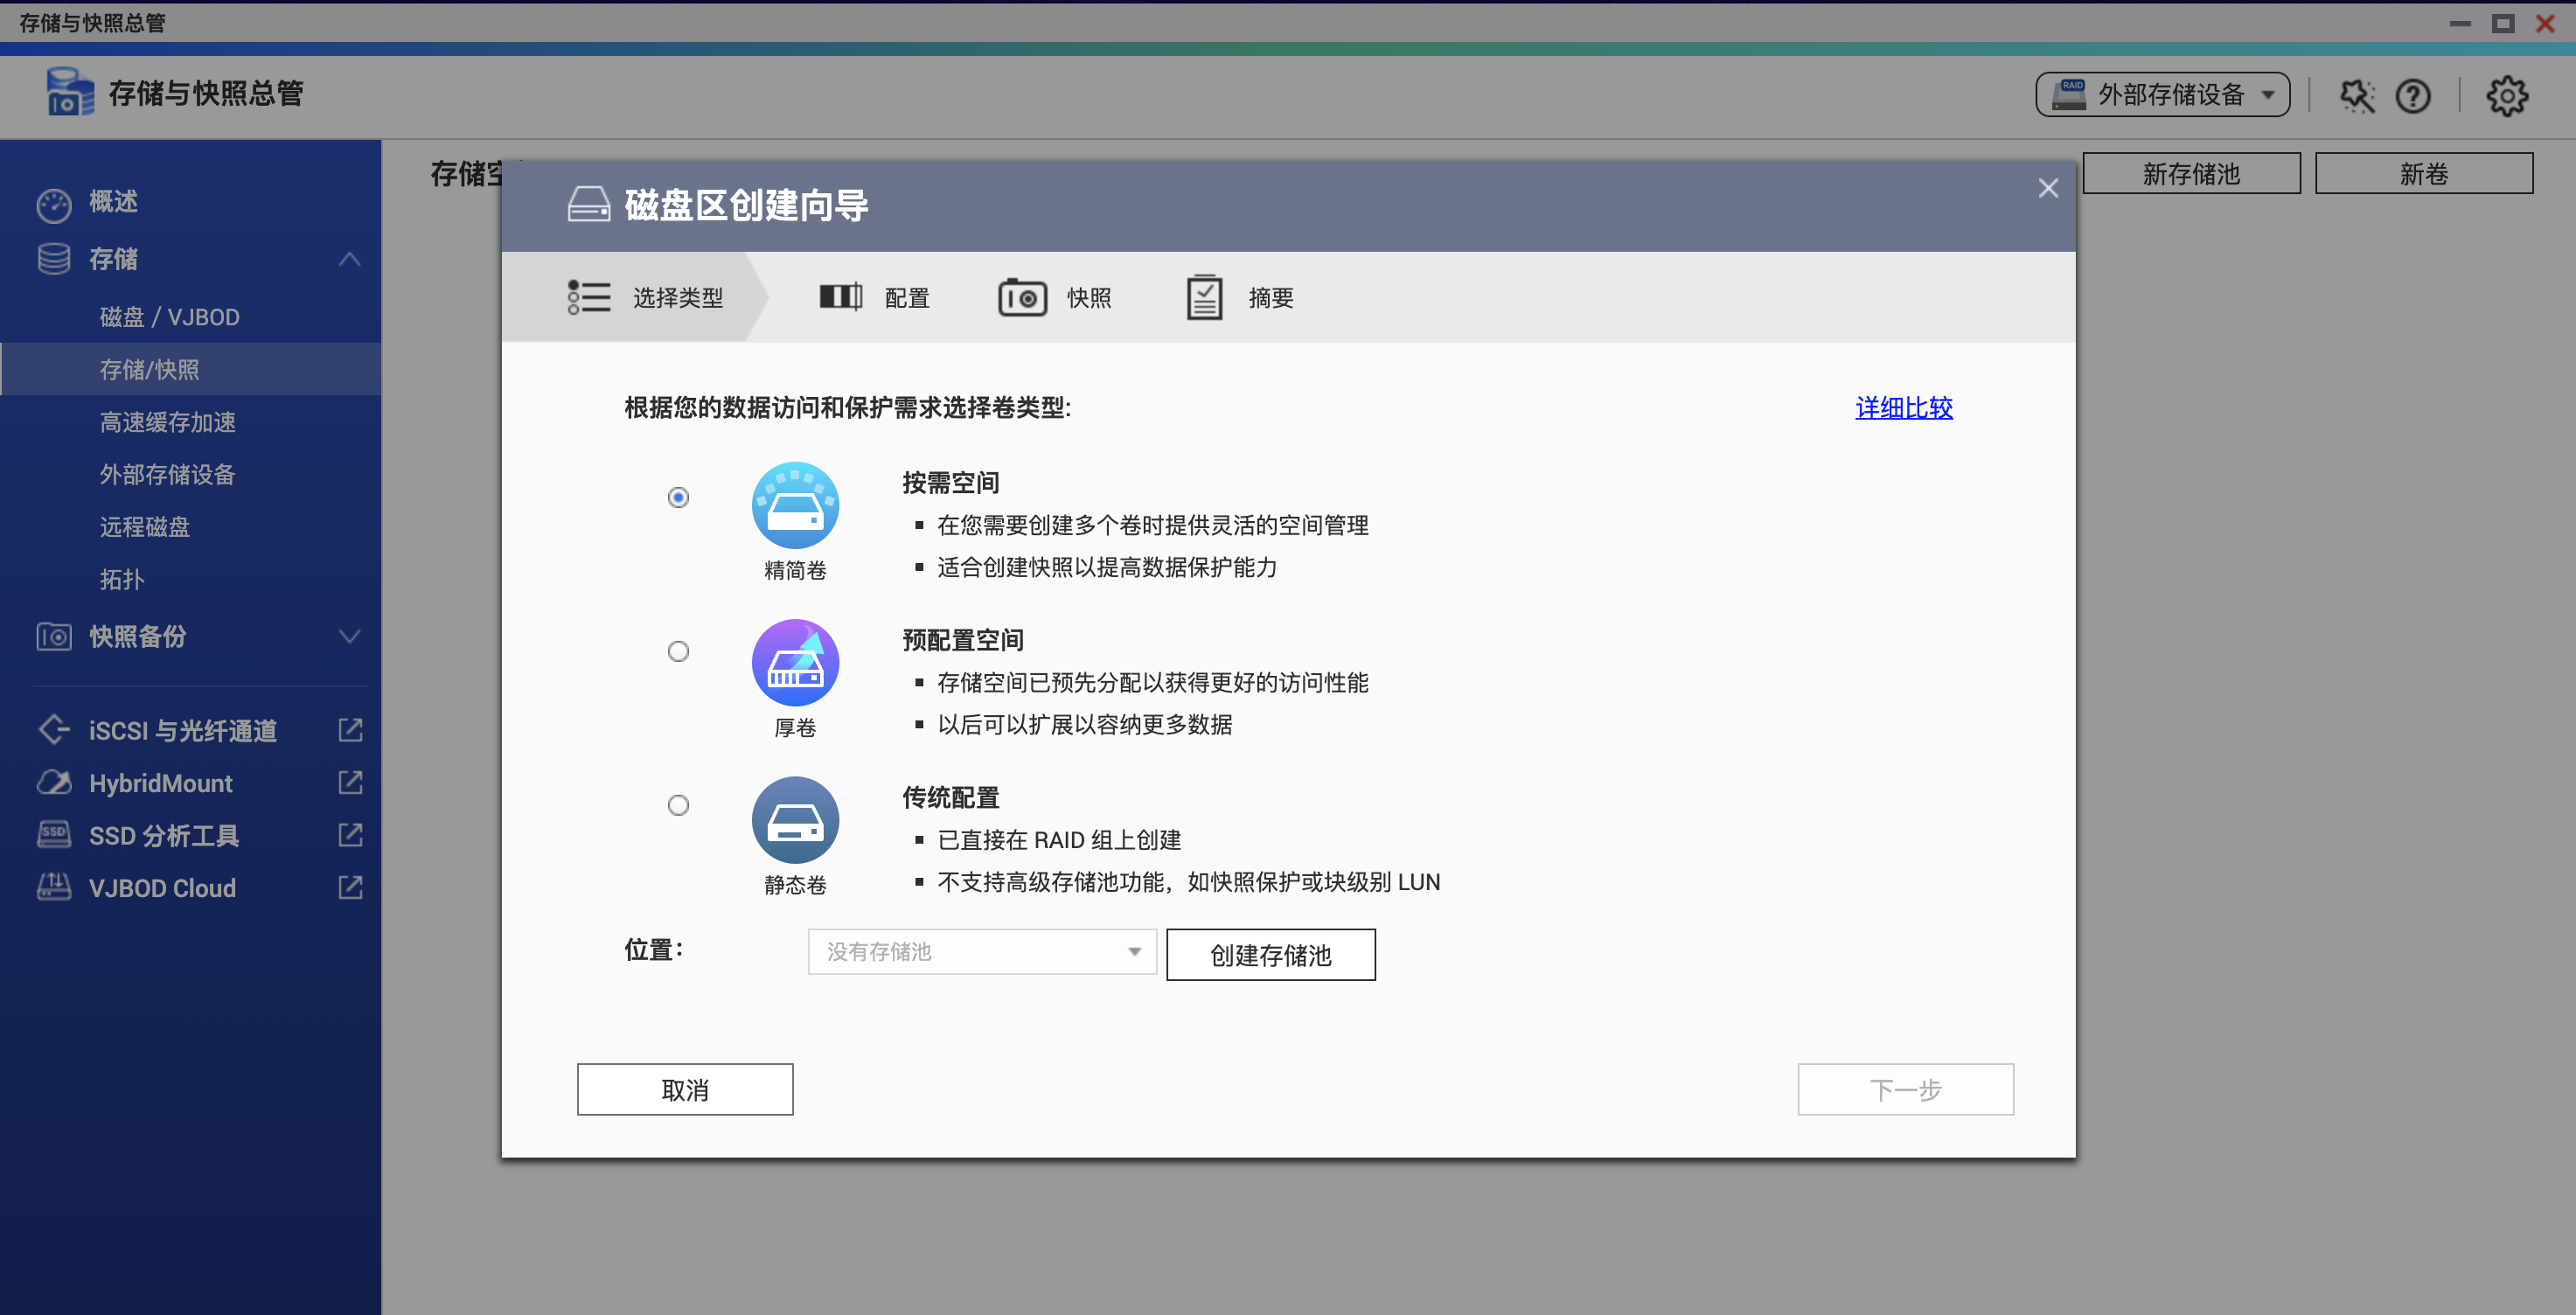 存储与快照总管
存储与快照总管
RAID 外部存储设备
概述
存储
磁盘 / VJBOD
存储/快照
高速缓存加速
外部存储设备
远程磁盘
拓扑
快照备份
iSCSI 与光纤通道
HybridMount
SSD 分析工具
VJBOD Cloud
存储空
新存储池
新卷
磁盘区创建向导
选择类型
配置
快照
摘要
根据您的数据访问和保护需求选择卷类型:
详细比较
精简卷
按需空间
在您需要创建多个卷时提供灵活的空间管理
适合创建快照以提高数据保护能力
厚卷
预配置空间
存储空间已预先分配以获得更好的访问性能
以后可以扩展以容纳更多数据
静态卷
传统配置
已直接在 RAID 组上创建
不支持高级存储池功能，如快照保护或块级别 LUN
位置：
没有存储池
创建存储池
取消
下一步